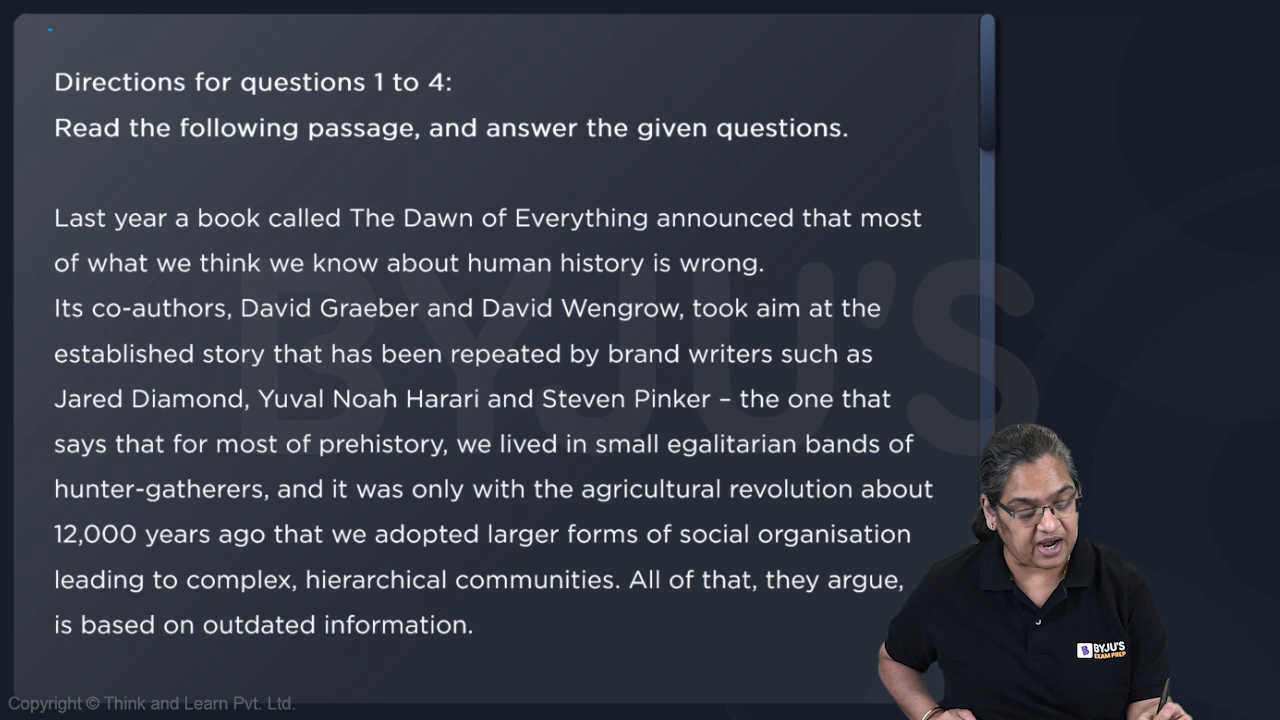 Directions for questions 1 to 4:
Read the following passage, and answer the given questions.
Last year a book called The Dawn of Everything announced that most
of what we think we know about human history is wrong.
Its co-authors, David Graeber and David Wengrow, took aim at the
established story that has been repeated by brand writers such as
Jared Diamond, Yuval Noah Harari and Steven Pinker – the one that
says that for most of prehistory, we lived in small egalitarian bands of
hunter-gatherers, and it was only with the agricultural revolution about
12,000 years ago that we adopted larger forms of social organisation
leading to complex, hierarchical communities. All of that, they argue,
is based on outdated information.
BYJU'S
BYJU'S
EXAM PREP
Copyright © Think and Learn Pvt. Ltd.